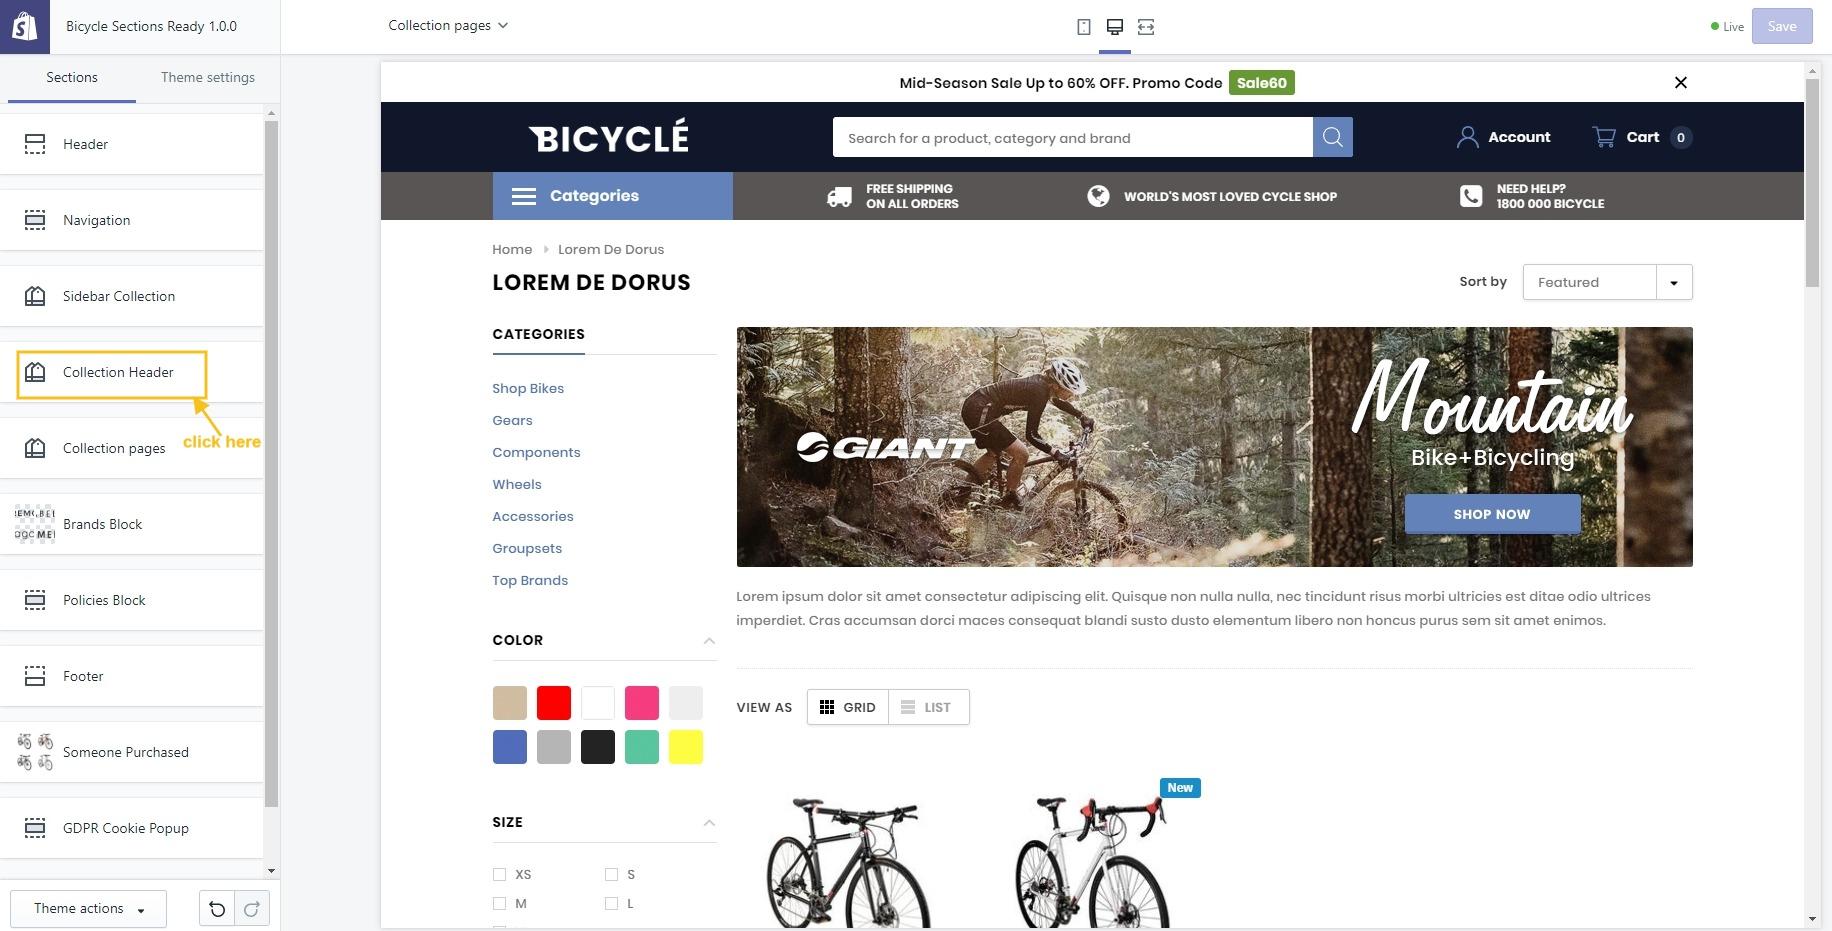 Bicycle Sections Ready 1.0.0
Collection pages
Live
Save
Sections
Theme settings
Header
Navigation
Sidebar Collection
Collection Header
click here
Collection pages
Brands Block
Policies Block
Footer
Someone Purchased
GDPR Cookie Popup
Theme actions
Mid-Season Sale Up to 60% OFF. Promo Code Sale60
BICYCLÉ
Search for a product, category and brand
Account
Cart 0
Categories
FREE SHIPPING
ON ALL ORDERS
WORLD'S MOST LOVED CYCLE SHOP
NEED HELP?
1800 000 BICYCLE
Home Lorem De Dorus
LOREM DE DORUS
Sort by Featured
CATEGORIES
Shop Bikes
Gears
Components
Wheels
Accessories
Groupsets
Top Brands
COLOR
SIZE
XS
S
M
L
GIANT
Mountain
Bike+Bicycling
SHOP NOW
Lorem ipsum dolor sit amet consectetur adipiscing elit. Quisque non nulla nulla, nec tincidunt risus morbi ultricies est ditae odio ultrices
imperdiet. Cras accumsan dorci maces consequat blandi susto dusto elementum libero non honcus purus sem sit amet enimos.
VIEW AS GRID LIST
New